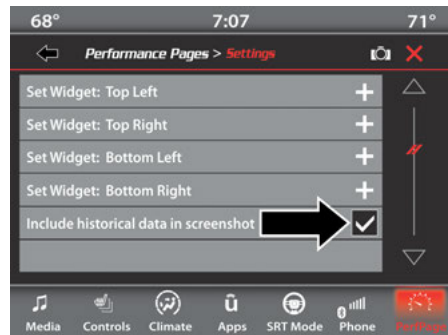 68° 7:07 71°
Performance Pages > Settings
Set Widget: Top Left
Set Widget: Top Right
Set Widget: Bottom Left
Set Widget: Bottom Right
Include historical data in screenshot
Media Controls Climate Apps SRT Mode Phone